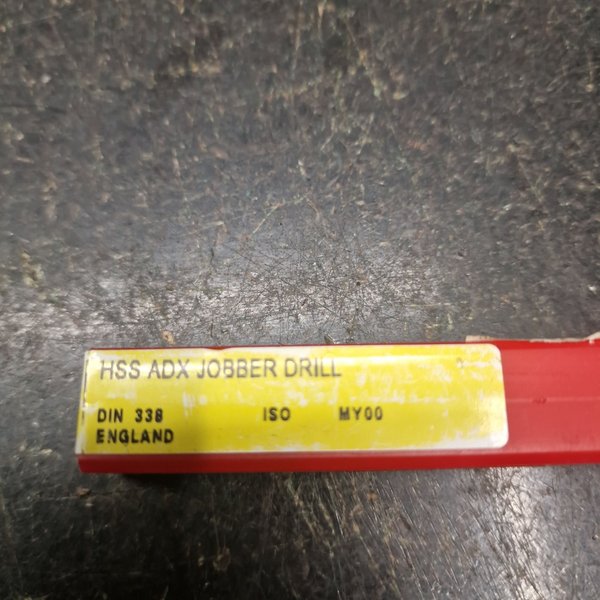 HSS ADX JOBBER DRILL
DIN 338 ISO MY00
ENGLAND